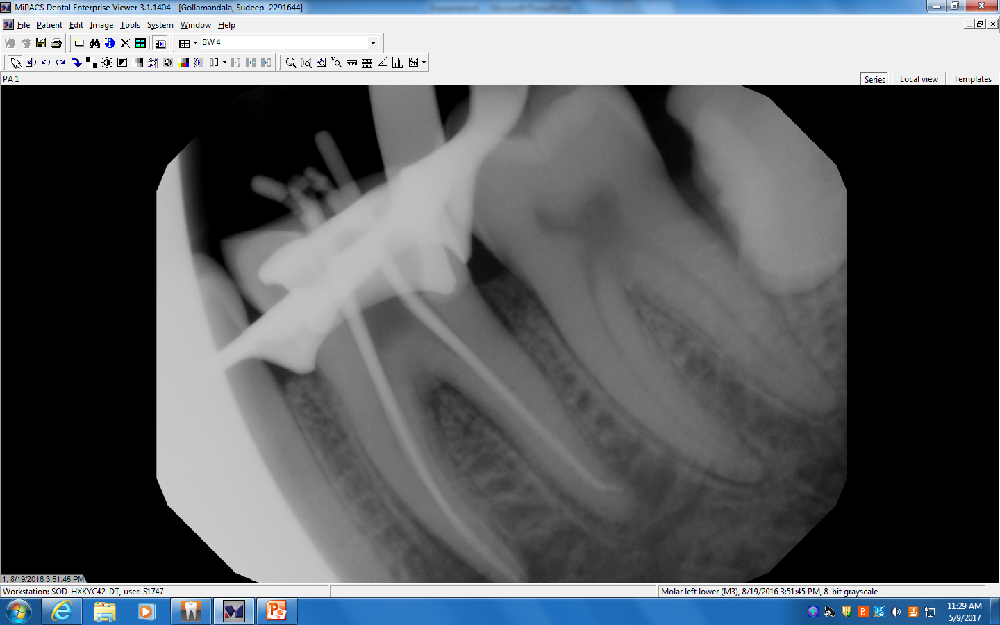 MiPACS Dental Enterprise Viewer 3.1.1404 - [Gollamandala, Sudeep  2291644]
File Patient Edit Image Tools System Window Help
BW 4
PA 1
Series Local view Templates
1, 8/19/2016 3:51:45 PM
Workstation: SOD-HXKYC42-DT, user: S1747
Molar left lower (M3), 8/19/2016 3:51:45 PM, 8-bit grayscale
11:29 AM
5/9/2017